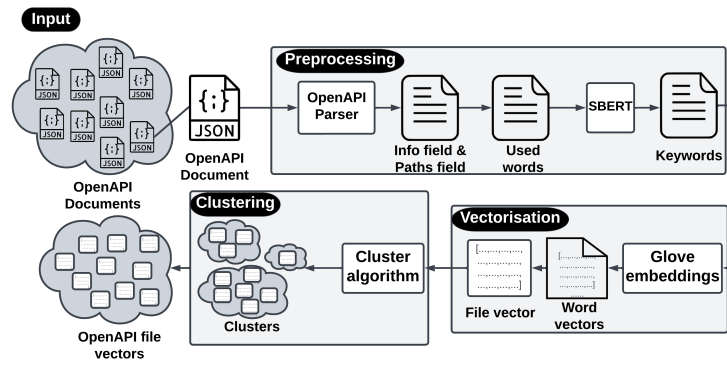 Input
{;}
JSON
{;}
JSON
{;}
JSON
{;}
JSON
{;}
JSON
{;}
JSON
{;}
JSON
{;}
JSON
{;}
JSON
OpenAPI
Documents
{;}
JSON
OpenAPI
Document
Preprocessing
OpenAPI
Parser
Info field &
Paths field
Used
words
SBERT
Keywords
Clustering
Clusters
Cluster
algorithm
Vectorisation
[............
............]
File vector
[............
............]
Word
vectors
Glove
embeddings
OpenAPI file
vectors